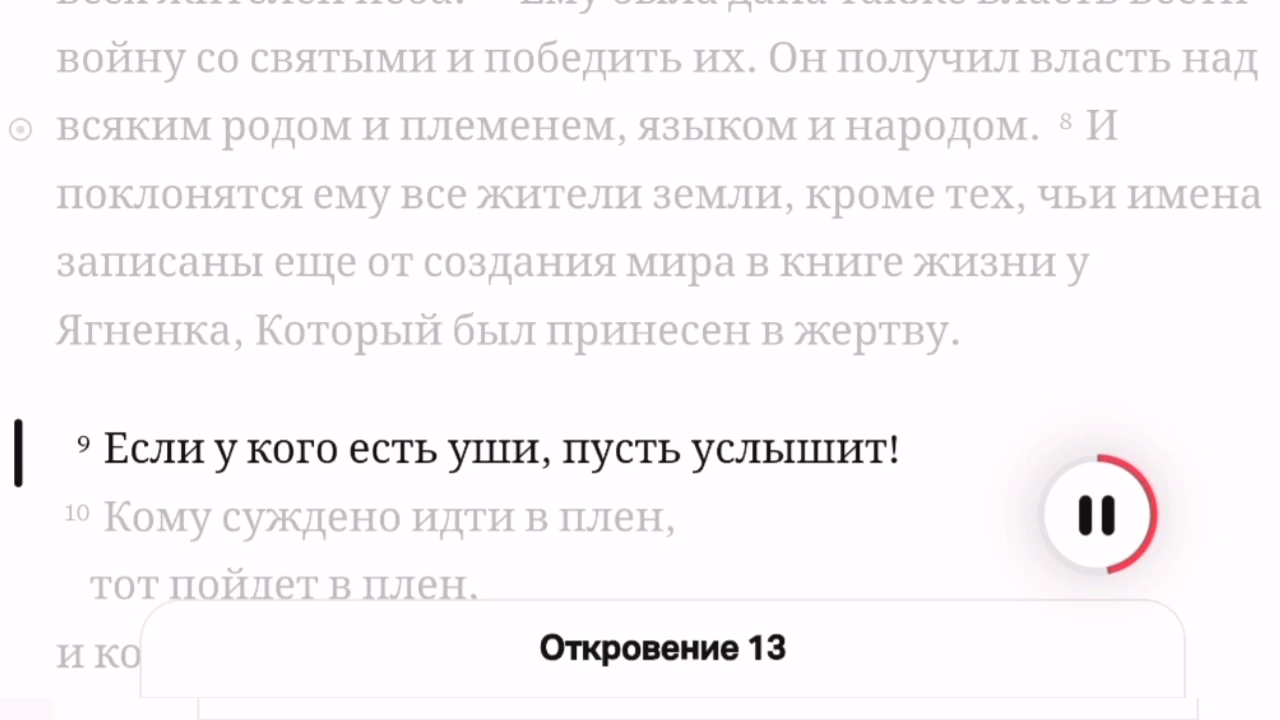 войну со святыми и победить их. Он получил власть над
всяким родом и племенем, языком и народом. 8 И
поклонятся ему все жители земли, кроме тех, чьи имена
записаны еще от создания мира в книге жизни у
Ягненка, Который был принесен в жертву.
9 Если у кого есть уши, пусть услышит!
10 Кому суждено идти в плен,
тот пойдет в плен,
и ко
Откровение 13